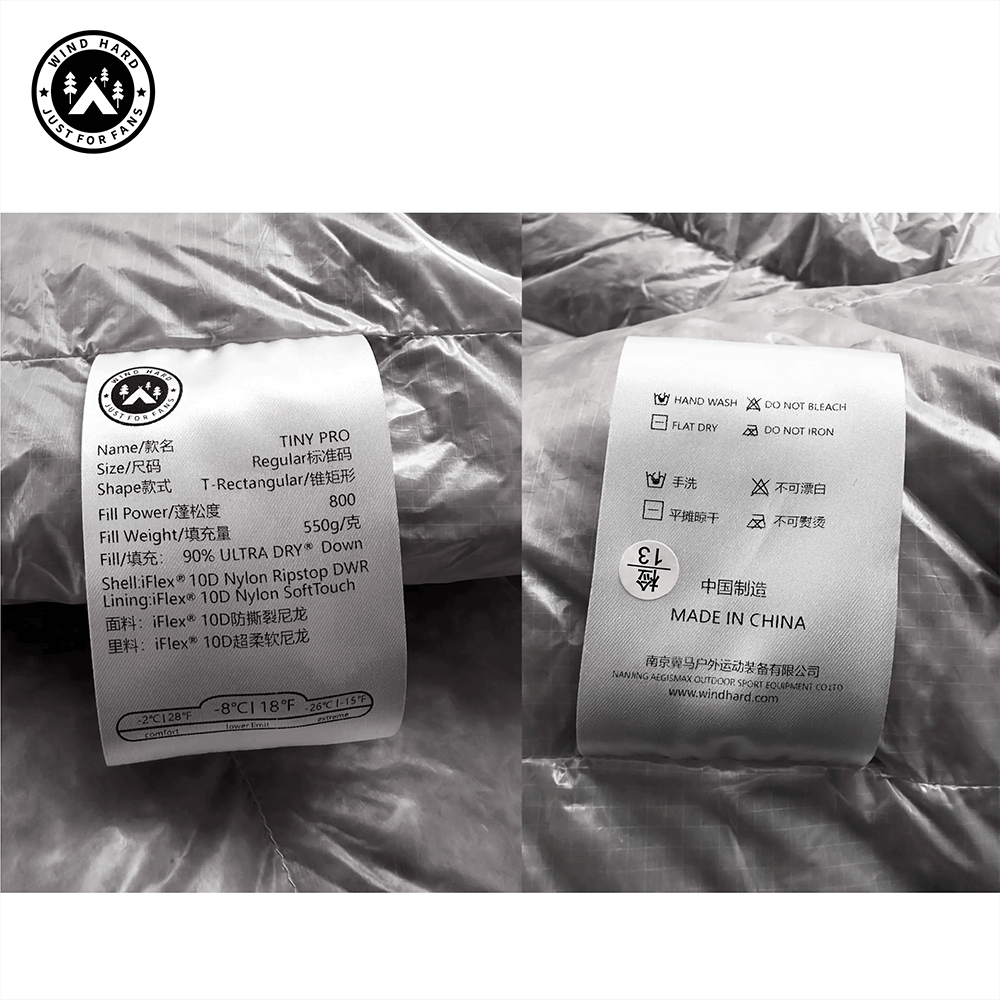 WIND HARD
JUST FOR FANS
WIND HARD
JUST FOR FANS
Name/款名 TINY PRO
Size/尺码 Regular标准码
Shape款式 T-Rectangular/锥矩形
Fill Power/蓬松度 800
Fill Weight/填充量 550g/克
Fill/填充: 90% ULTRA DRY® Down
Shell:iFlex® 10D Nylon Ripstop DWR
Lining:iFlex® 10D Nylon SoftTouch
面料: iFlex® 10D防撕裂尼龙
里料: iFlex® 10D超柔软尼龙
-2°C|28°F -8°C|18°F -26°C|-15°F
comfort lower limit extreme
HAND WASH DO NOT BLEACH
FLAT DRY DO NOT IRON
手洗 不可漂白
平摊晾干 不可熨烫
检
13
中国制造
MADE IN CHINA
南京翼马户外运动装备有限公司
NANJING AEGISMAX OUTDOOR SPORT EQUIPMENT CO LTD
www.windhard.com